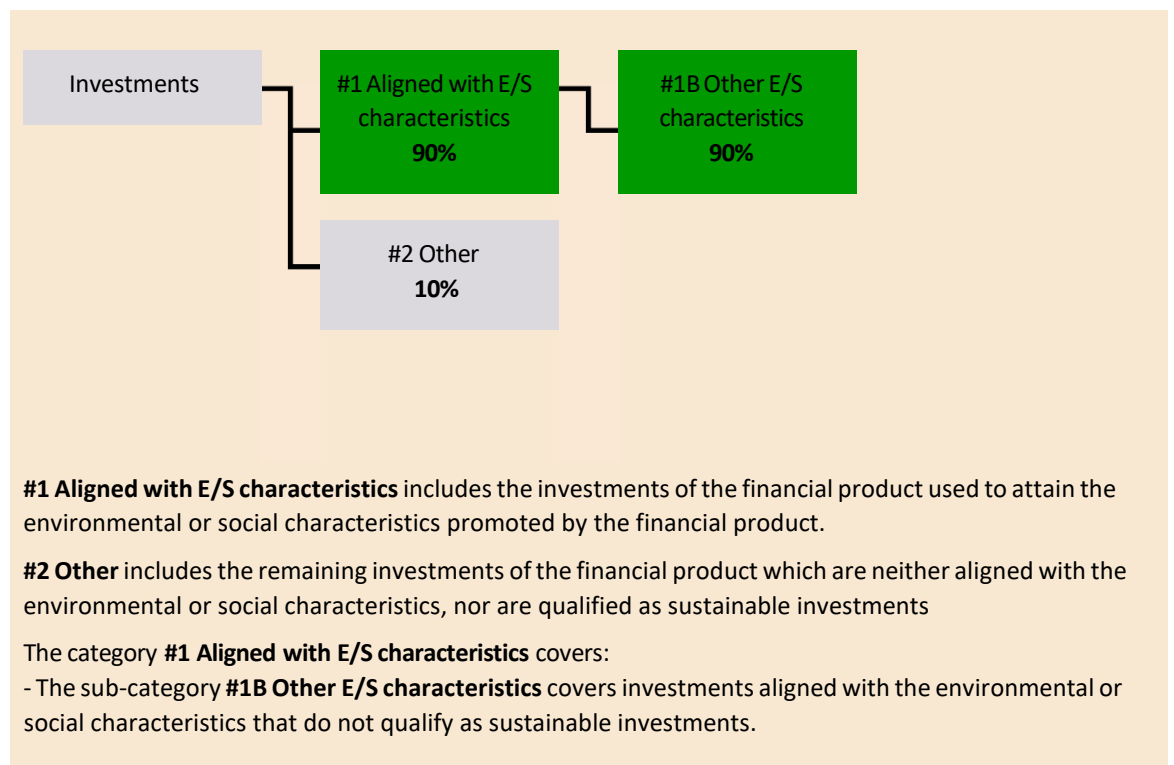 Investments
#1 Aligned with E/S
characteristics
90%
#1B Other E/S
characteristics
90%
#2 Other
10%
#1 Aligned with E/S characteristics includes the investments of the financial product used to attain the
environmental or social characteristics promoted by the financial product.
#2 Other includes the remaining investments of the financial product which are neither aligned with the
environmental or social characteristics, nor are qualified as sustainable investments
The category #1 Aligned with E/S characteristics covers:
- The sub-category #1B Other E/S characteristics covers investments aligned with the environmental or
social characteristics that do not qualify as sustainable investments.